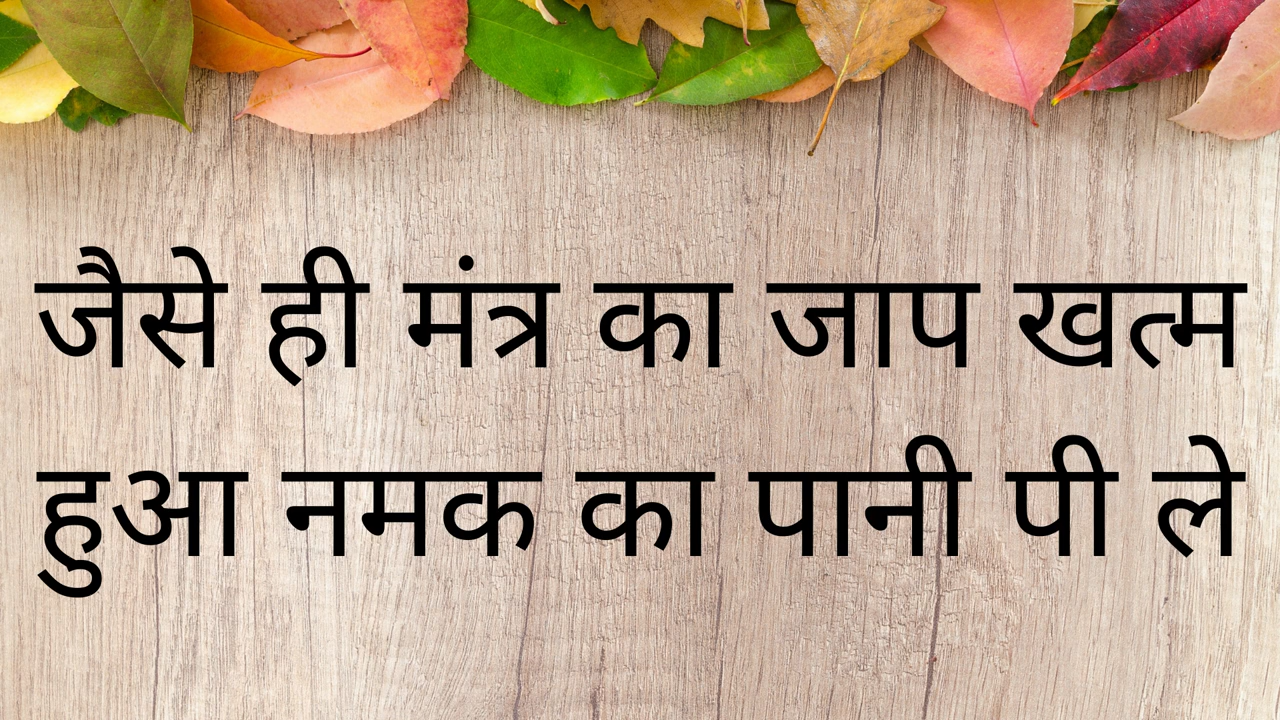 जैसे ही मंत्र का जाप खत्म
हुआ नमक का पानी पी ले